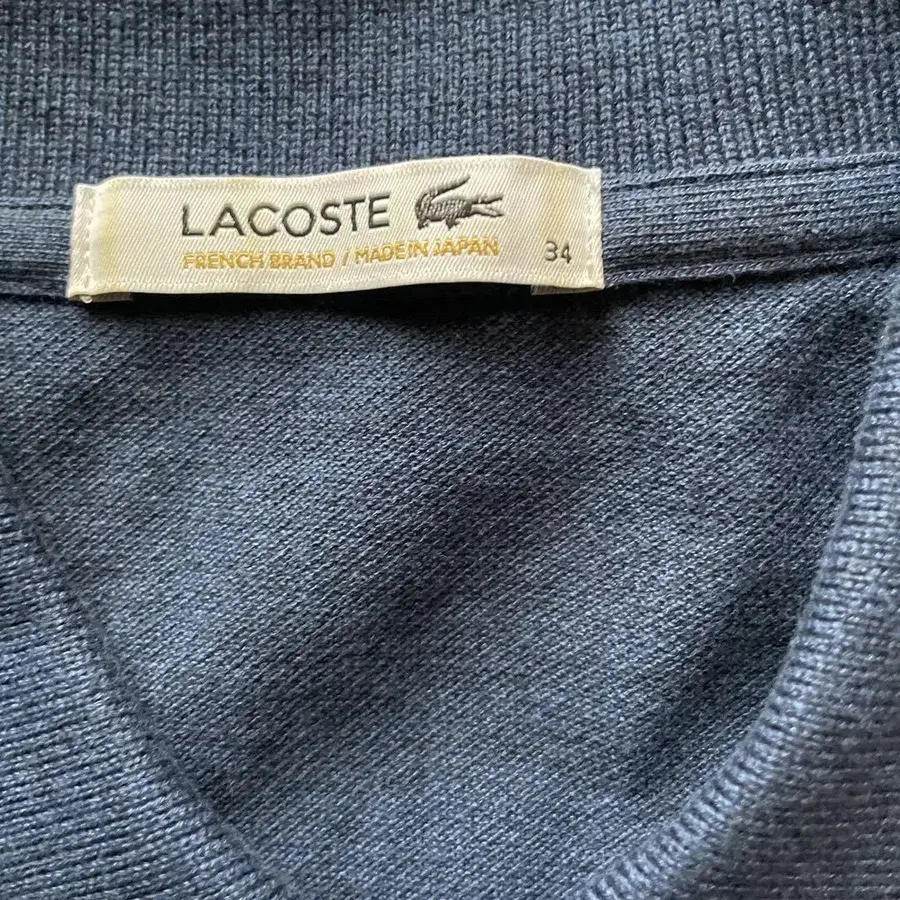 LACOSTE
FRENCH BRAND / MADE IN JAPAN
34